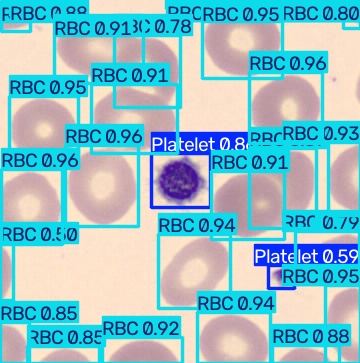 RBC 0.88
RBC 0.95
RBC 0.80
RBC 0.91
0.78
RBC 0.96
RBC 0.91
RBC 0.95
RBC 0.96
RBC 0.93
Platelet 0.8
RBC 0.96
RBC 0.91
RBC 0.94
RBC 0.79
RBC 0.50
Platelet 0.59
RBC 0.95
RBC 0.94
RBC 0.85
RBC 0.92
RBC 0.85
RBC 0.88